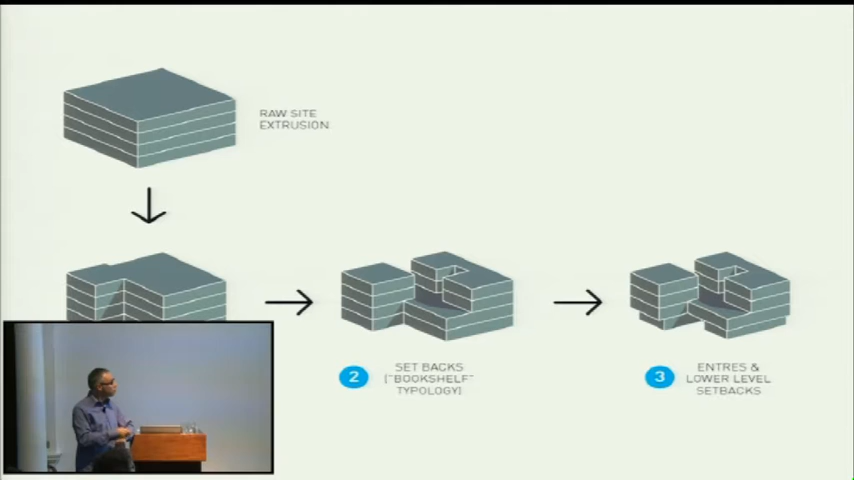 RAW SITE
EXTRUSION
2
SET BACKS
["BOOKSHELF"
TYPOLOGY]
3
ENTRES &
LOWER LEVEL
SETBACKS